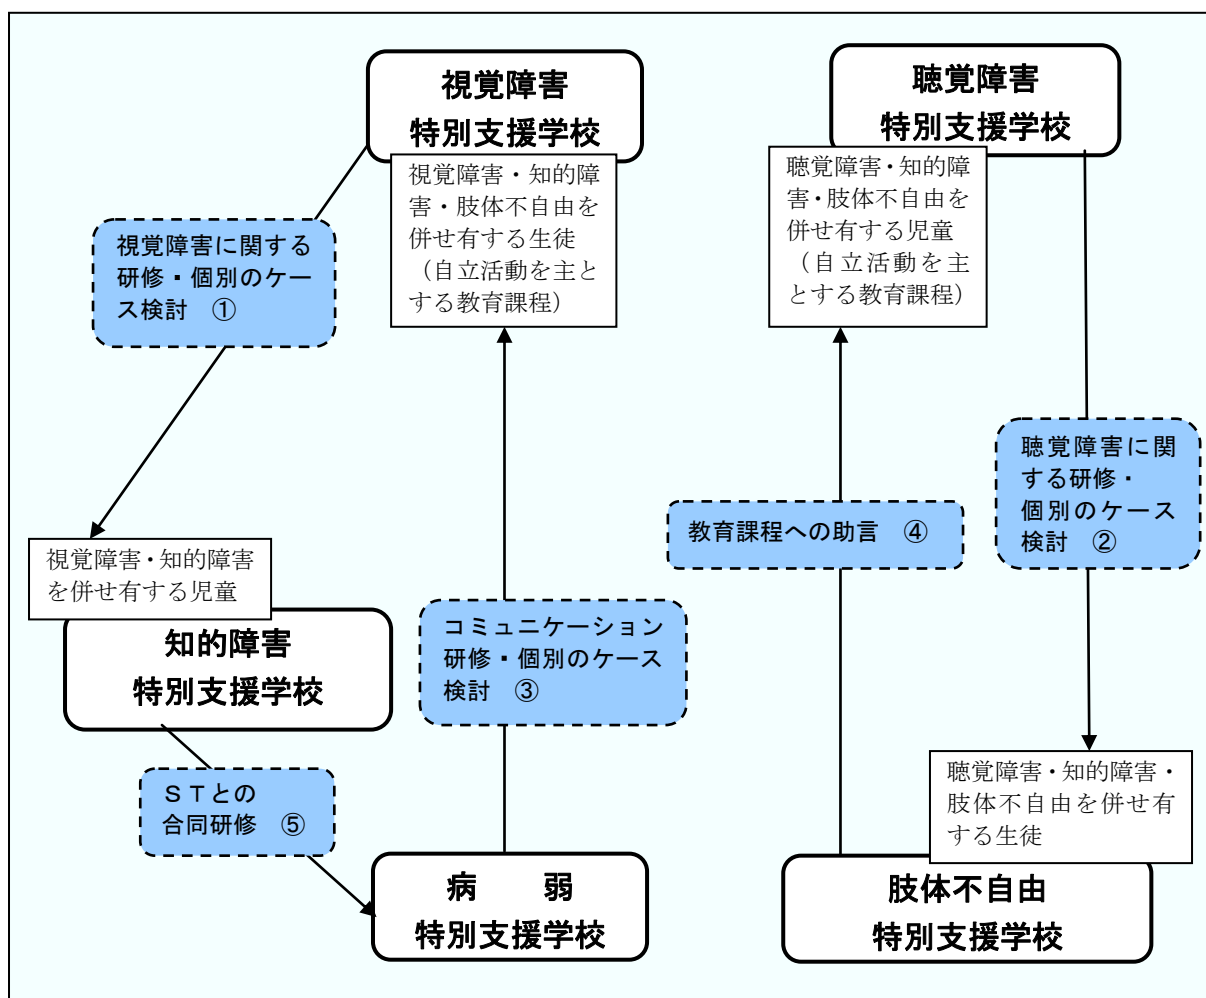 視覚障害
特別支援学校
視覚障害・知的障
害・肢体不自由を
併せ有する生徒
（自立活動を主と
する教育課程）
聴覚障害
特別支援学校
聴覚障害・知的障
害・肢体不自由を
併せ有する児童
（自立活動を主
とする教育課程）
視覚障害に関する
研修・個別のケー
ス検討　①
聴覚障害に関
する研修・
個別のケース
検討　②
教育課程への助言　④
視覚障害・知的障害
を併せ有する児童
知的障害
特別支援学校
コミュニケーション
研修・個別のケース
検討　③
ＳＴとの
合同研修　⑤
聴覚障害・知的障害・
肢体不自由を併せ有
する生徒
病　　弱
特別支援学校
肢体不自由
特別支援学校